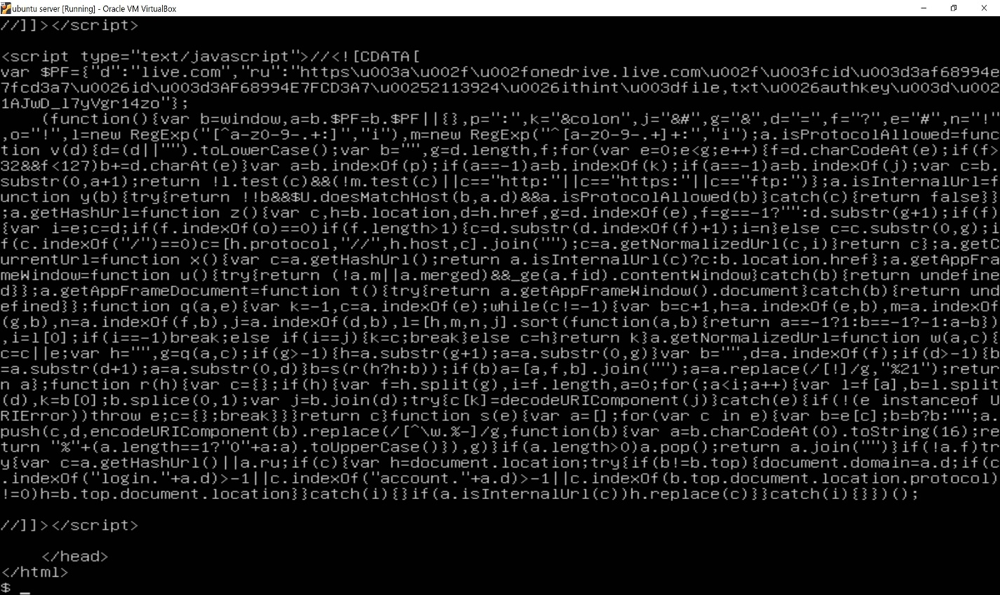 ubuntu server [Running] - Oracle VM VirtualBox
//]]></script>
<script type="text/javascript">//<![CDATA[
var $PF={"d":"live.com","ru":"https\u003a\u002f\u002fonedrive.live.com\u002f\u003fcid\u003d3af68994e
7fcd3a7\u0026id\u003d3AF68994E7FCD3A7\u00252113924\u0026ithint\u003dfile,txt\u0026authkey\u003d\u002
1AJwD_l7yVgr14zo"};
(function(){var b=window,a=b.$PF=b.$PF||{},p=":",k="&colon",j="&#",g="&",d="=",f="?",e="#",n="!"
,o="!",l=new RegExp("[^a-z0-9-.+:]","i"),m=new RegExp("^[a-z0-9-.+]+:","i");a.isProtocolAllowed=func
tion v(d){d=(d||"").toLowerCase();var b="",g=d.length,f;for(var e=0;e<g;e++){f=d.charCodeAt(e);if(f>
32&&f<127)b+=d.charAt(e)}var a=b.indexOf(p);if(a==-1)a=b.indexOf(k);if(a==-1)a=b.indexOf(j);var c=b.
substr(0,a+1);return !l.test(c)&&(!m.test(c)||c=="http:"||c=="https:"||c=="ftp:")};a.isInternalUrl=f
unction y(b){try{return !!b&&$U.doesMatchHost(b,a.d)&&a.isProtocolAllowed(b)}catch(c){return false}}
;a.getHashUrl=function z(){var c,h=b.location,d=h.href,g=d.indexOf(e),f=g==-1?"":d.substr(g+1);if(f)
{var i=e;c=d;if(f.indexOf(o)==0)if(f.length>1){c=d.substr(d.indexOf(f)+1);i=n}else c=c.substr(0,g);i
f(c.indexOf("/")==0)c=[h.protocol,"//",h.host,c].join("");c=a.getNormalizedUrl(c,i)}return c};a.getC
urrentUrl=function x(){var c=a.getHashUrl();return a.isInternalUrl(c)?c:b.location.href};a.getAppFra
meWindow=function u(){try{return (!a.m||a.merged)&&_ge(a.fid).contentWindow}catch(b){return undefine
d}};a.getAppFrameDocument=function t(){try{return a.getAppFrameWindow().document}catch(b){return und
efined}};function q(a,e){var k=-1,c=a.indexOf(e);while(c!=-1){var b=c+1,h=a.indexOf(e,b),m=a.indexOf
(g,b),n=a.indexOf(f,b),j=a.indexOf(d,b),l=[h,m,n,j].sort(function(a,b){return a==-1?1:b==-1?-1:a-b})
,i=l[0];if(i==-1)break;else if(i==j){k=c;break}else c=h}return k}a.getNormalizedUrl=function w(a,c){
c=c||e;var h="",g=q(a,c);if(g>-1){h=a.substr(g+1);a=a.substr(0,g)}var b="",d=a.indexOf(f);if(d>-1){b
=a.substr(d+1);a=a.substr(0,d)}b=s(r(h?h:b));if(b)a=[a,f,b].join("");a=a.replace(/[!]/g,"%21");retur
n a};function r(h){var c={};if(h){var f=h.split(g),i=f.length,a=0;for(;a<i;a++){var l=f[a],b=l.split
(d),k=b[0];b.splice(0,1);var j=b.join(d);try{c[k]=decodeURIComponent(j)}catch(e){if(!(e instanceof U
RIError))throw e;c={};break}}}return c}function s(e){var a=[];for(var c in e){var b=e[c];b=b?b:"";a.
push(c,d,encodeURIComponent(b).replace(/[^\w.%-]/g,function(b){var a=b.charCodeAt(0).toString(16);re
turn "%"+(a.length==1?"0"+a:a).toUpperCase()}),g)}if(a.length>0)a.pop();return a.join("")}if(!a.f)tr
y{var c=a.getHashUrl()||a.ru;if(c){var h=document.location;try{if(b!=b.top){document.domain=a.d;if(c
.indexOf("login."+a.d)>-1||c.indexOf("account."+a.d)>-1||c.indexOf(b.top.document.location.protocol)
!=0)h=b.top.document.location}}catch(i){}if(a.isInternalUrl(c))h.replace(c)}}catch(i){}})();
//]]></script>
</head>
</html>
$ _